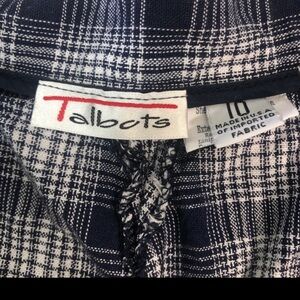 Talbots
10
MADE IN U.S.A.
OF IMPORTED
FABRIC